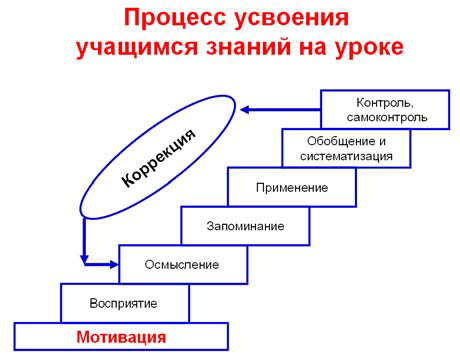 Процесс усвоения
учащимся знаний на уроке
Контроль,
самоконтроль
Обобщение и
систематизация
Коррекция
Применение
Запоминание
Осмысление
Восприятие
Мотивация